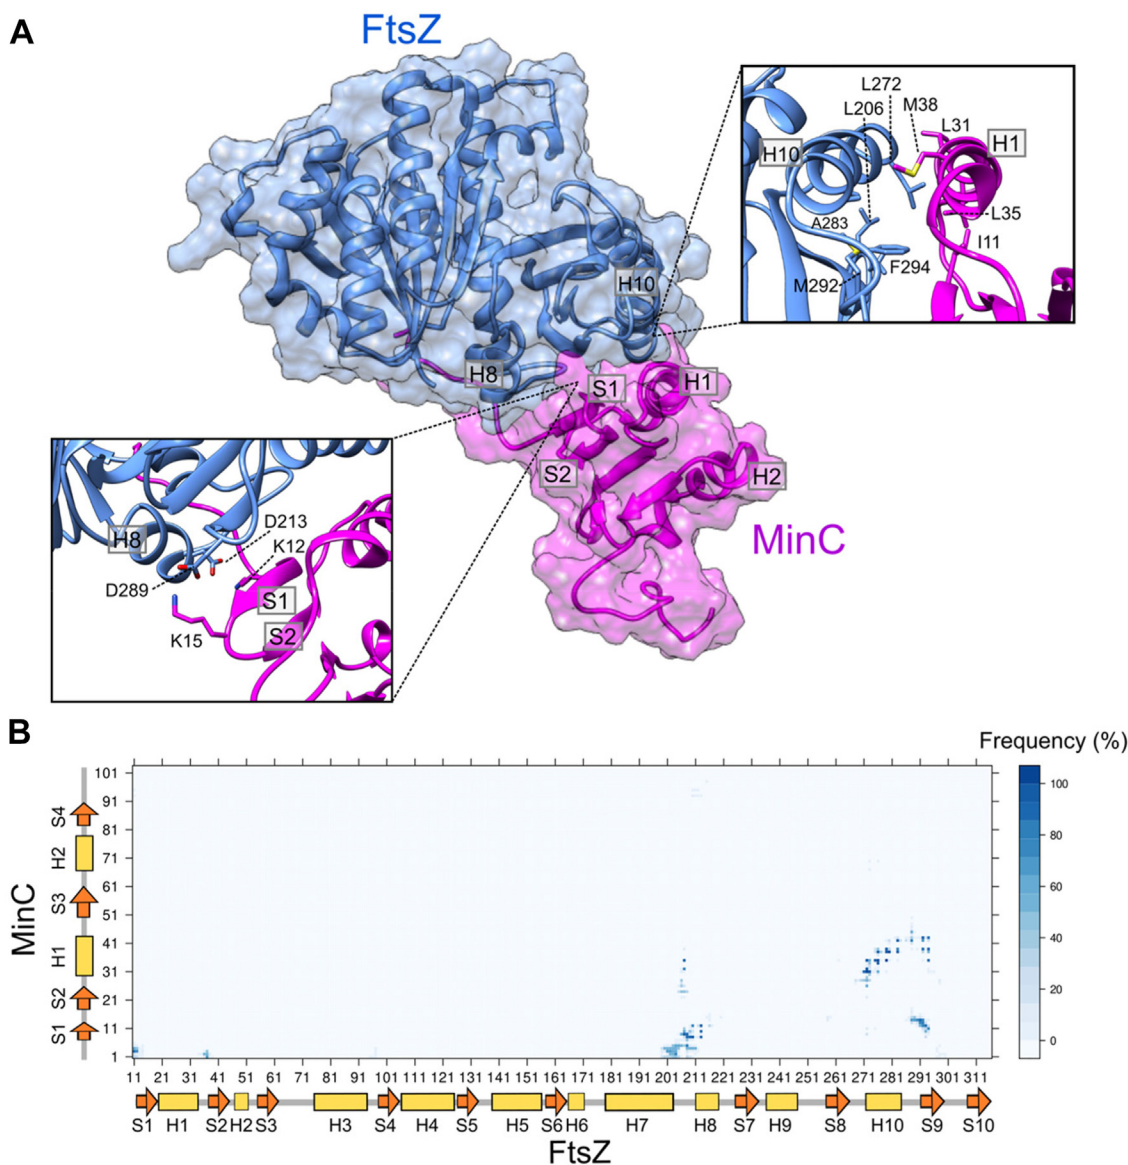 A
FtsZ
L272
L206
M38
L31
H10
H1
A283
L35
I11
M292
F294
H10
H8
S1
H1
S2
H2
MinC
H8
D213
K12
D289
S1
K15
S2
B
Frequency (%)
MinC
S1 S2 H1 S3 H2 S4
101
91
81
71
61
51
41
31
21
11
1
100
80
60
40
20
0
11 21 31 41 51 61 71 81 91 101 111 121 131 141 151 161 171 181 191 201 211 221 231 241 251 261 271 281 291 301 311
S1 H1 S2 H2 S3 H3 S4 H4 S5 H5 S6 H6 H7 H8 S7 H9 S8 H10 S9 S10
FtsZ